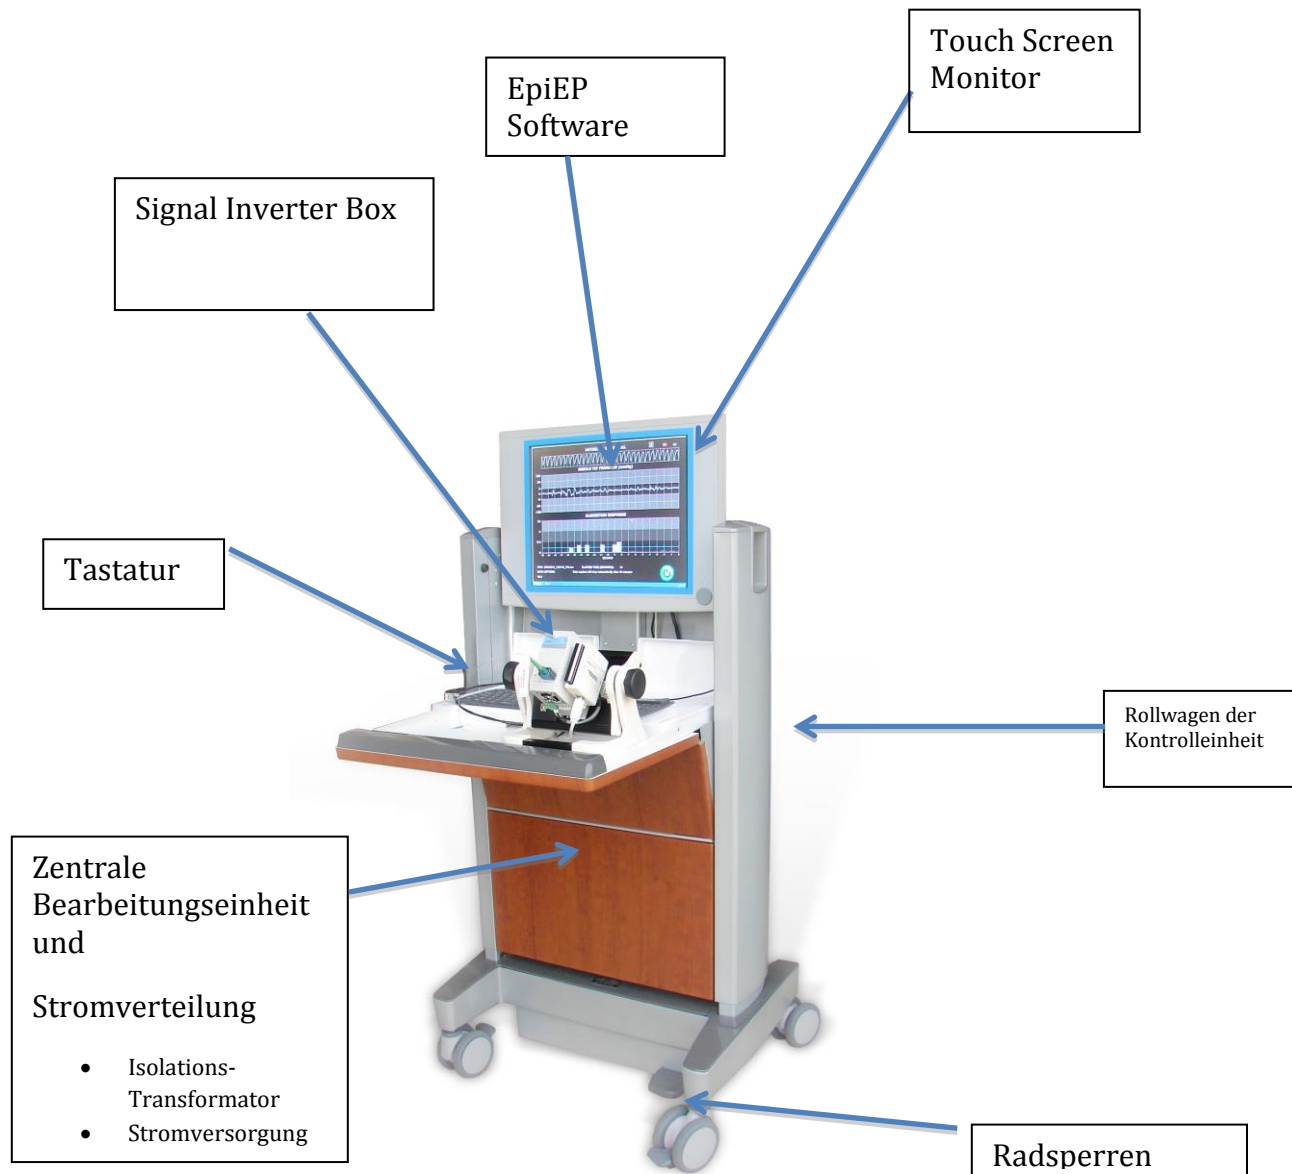 Touch Screen
Monitor
EpiEP
Software
Signal Inverter Box
Tastatur
Rollwagen der
Kontrolleinheit
Zentrale
Bearbeitungseinheit
und
Stromverteilung
• Isolations-
Transformator
• Stromversorgung
Radsperren